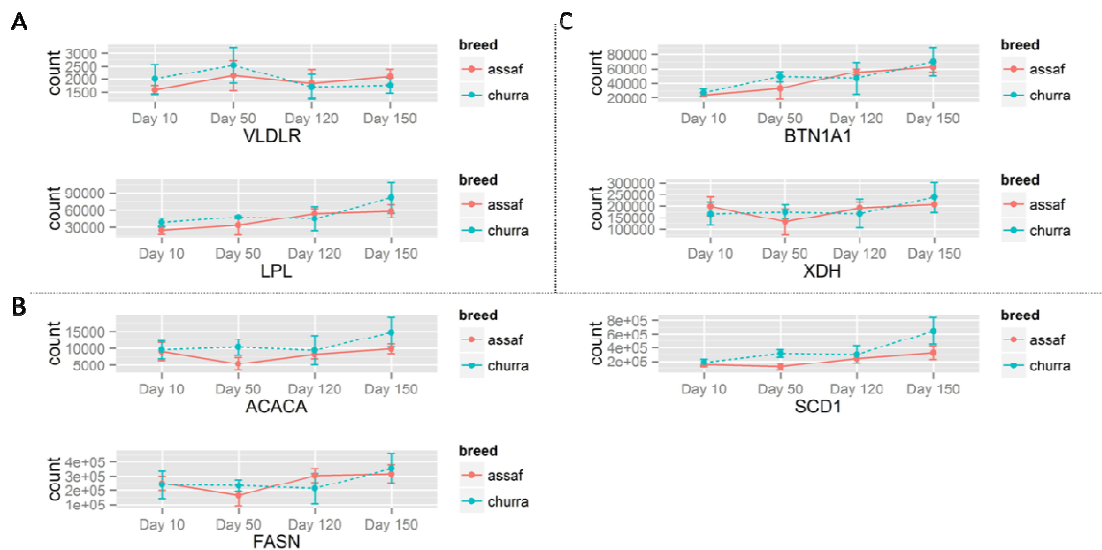 A
count
3000
2500
2000
1500
Day 10 Day 50 Day 120 Day 150
VLDLR
breed
assaf
churra
count
90000
60000
30000
Day 10 Day 50 Day 120 Day 150
LPL
breed
assaf
churra
C
count
80000
60000
40000
20000
Day 10 Day 50 Day 120 Day 150
BTN1A1
breed
assaf
churra
count
300000
250000
200000
150000
100000
Day 10 Day 50 Day 120 Day 150
XDH
breed
assaf
churra
B
count
15000
10000
5000
Day 10 Day 50 Day 120 Day 150
ACACA
breed
assaf
churra
count
8e+05
6e+05
4e+05
2e+05
Day 10 Day 50 Day 120 Day 150
SCD1
breed
assaf
churra
count
4e+05
3e+05
2e+05
1e+05
Day 10 Day 50 Day 120 Day 150
FASN
breed
assaf
churra